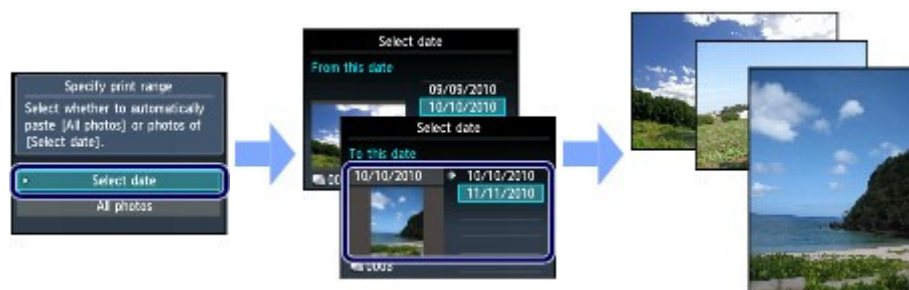 Specify print range
Select whether to automatically
paste [All photos] or photos of
[Select date].
Select date
All photos
Select date
From this date
09/09/2010
10/10/2010
Select date
To this date
10/10/2010
10/10/2010
11/11/2010
0003